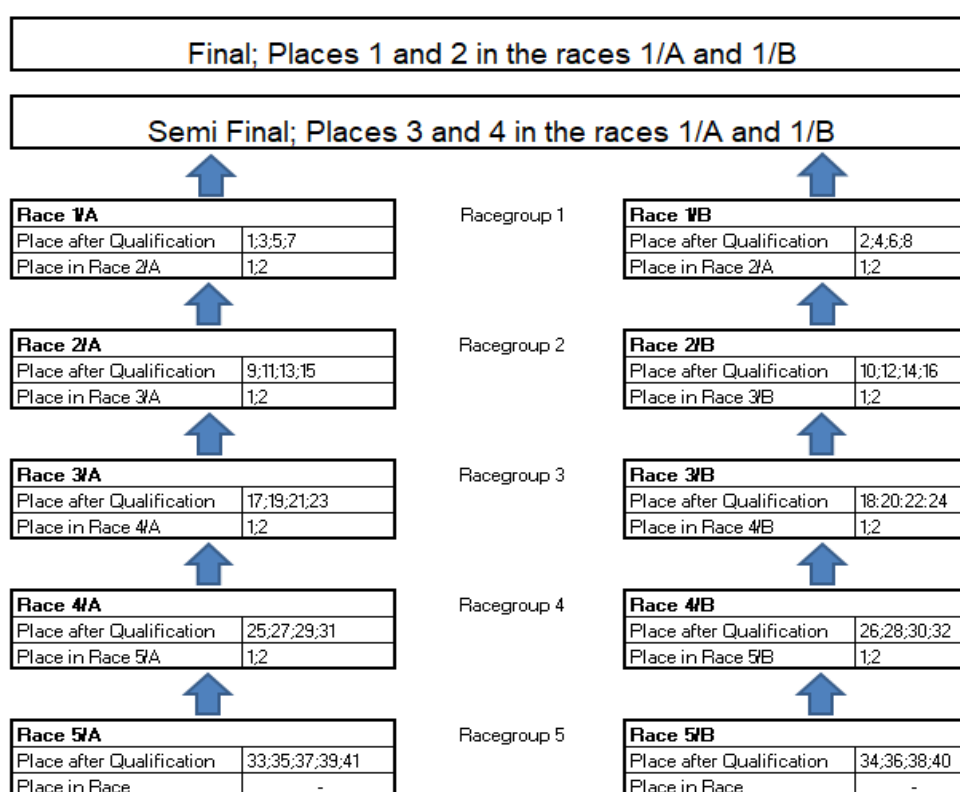 Final; Places 1 and 2 in the races 1/A and 1/B
Semi Final; Places 3 and 4 in the races 1/A and 1/B
Race 1/A
Place after Qualification 1;3;5;7
Place in Race 2/A 1;2
Racegroup 1
Race 1/B
Place after Qualification 2;4;6;8
Place in Race 2/A 1;2
Race 2/A
Place after Qualification 9;11;13;15
Place in Race 3/A 1;2
Racegroup 2
Race 2/B
Place after Qualification 10;12;14;16
Place in Race 3/B 1;2
Race 3/A
Place after Qualification 17;19;21;23
Place in Race 4/A 1;2
Racegroup 3
Race 3/B
Place after Qualification 18:20:22:24
Place in Race 4/B 1;2
Race 4/A
Place after Qualification 25;27;29;31
Place in Race 5/A 1;2
Racegroup 4
Race 4/B
Place after Qualification 26;28;30;32
Place in Race 5/B 1;2
Race 5/A
Place after Qualification 33;35;37;39;41
Place in Race -
Racegroup 5
Race 5/B
Place after Qualification 34;36;38;40
Place in Race -